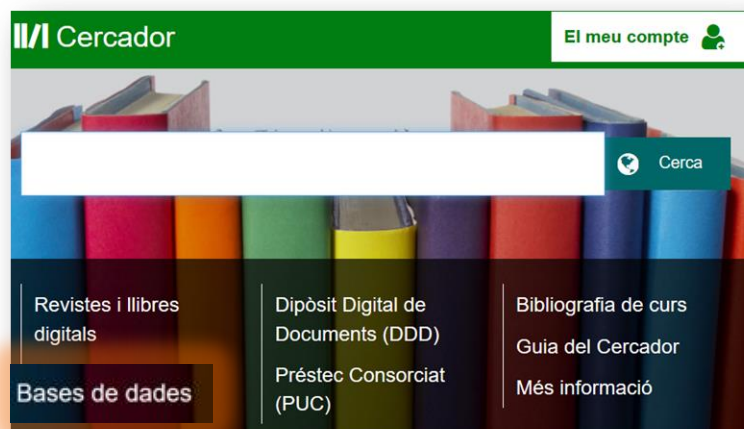 Cercador
El meu compte
Cerca
Revistes i llibres
digitals
Bases de dades
Dipòsit Digital de
Documents (DDD)
Préstec Consorciat
(PUC)
Bibliografia de curs
Guia del Cercador
Més informació